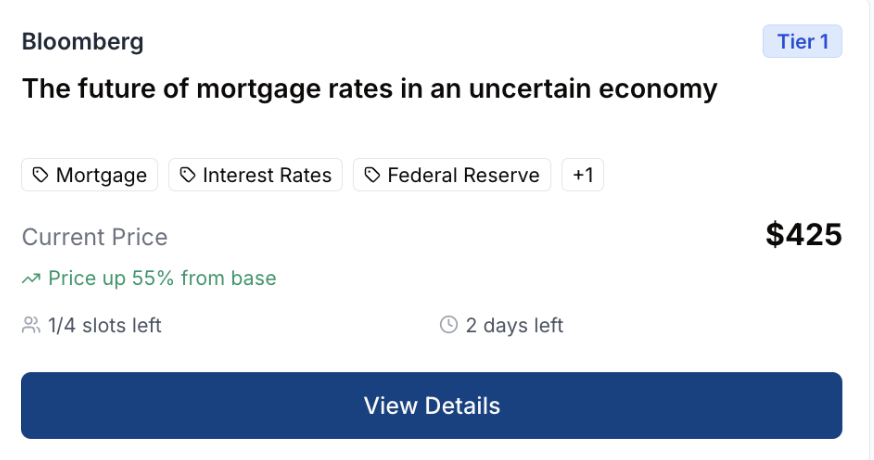 Bloomberg
Tier 1
The future of mortgage rates in an uncertain economy
Mortgage
Interest Rates
Federal Reserve
+1
Current Price
$425
Price up 55% from base
1/4 slots left
2 days left
View Details